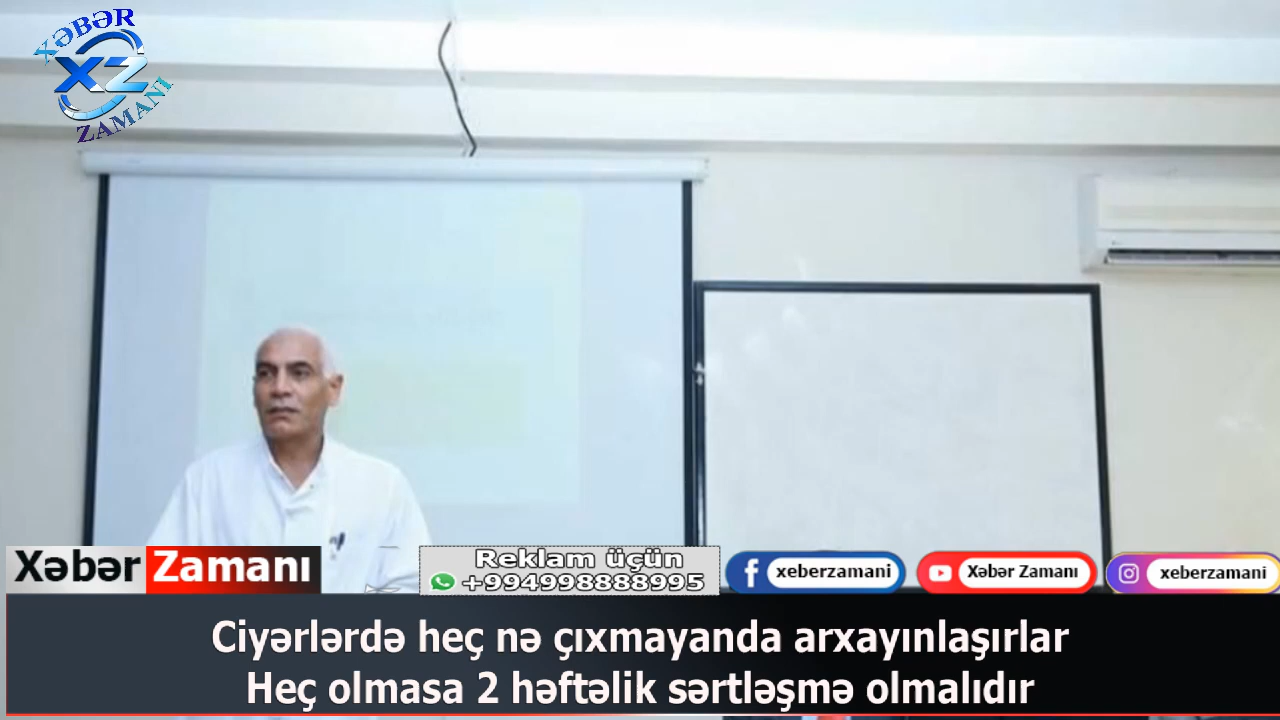 XƏBƏR
XZ
ZAMANI
Xəbər Zamanı
Reklam üçün
+994998888995
xeberzamani
Xəbər Zamanı
xeberzamani
Ciyərlərdə heç nə çıxmayanda arxayınlaşırlar
Heç olmasa 2 həftəlik sərtləşmə olmalıdır